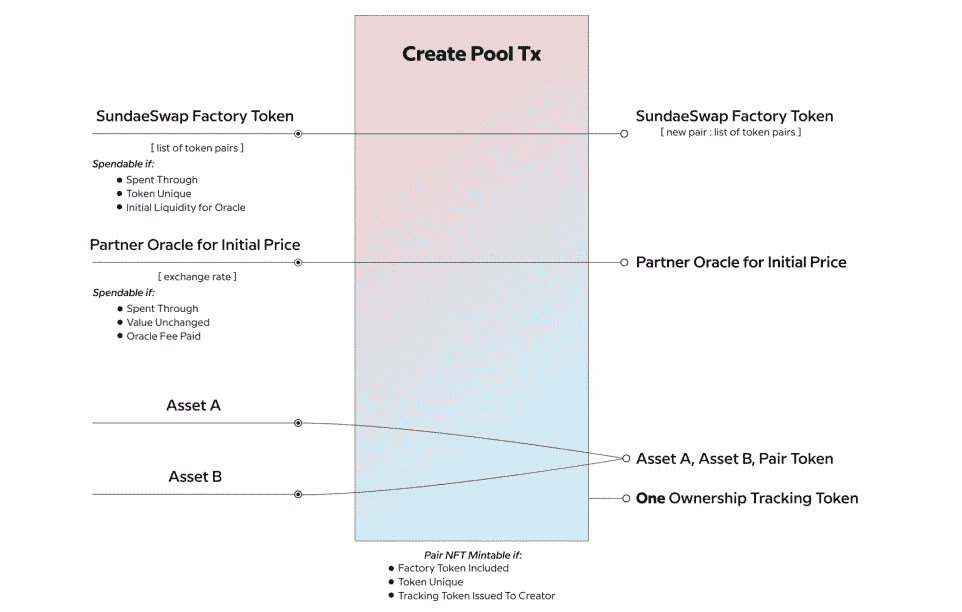 Create Pool Tx
SundaeSwap Factory Token
[ list of token pairs ]
Spendable if:
● Spent Through
● Token Unique
● Initial Liquidity for Oracle
SundaeSwap Factory Token
[ new pair : list of token pairs ]
Partner Oracle for Initial Price
[ exchange rate ]
Spendable if:
● Spent Through
● Value Unchanged
● Oracle Fee Paid
Partner Oracle for Initial Price
Asset A
Asset B
Asset A, Asset B, Pair Token
One Ownership Tracking Token
Pair NFT Mintable if:
● Factory Token Included
● Token Unique
● Tracking Token Issued To Creator